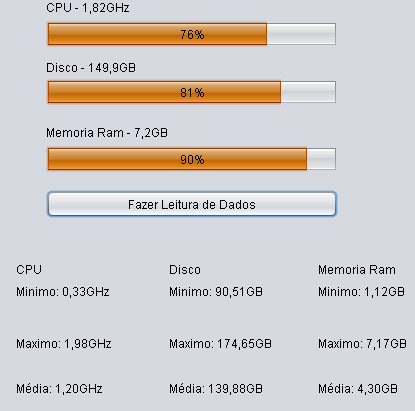 CPU - 1,82GHz
76%
Disco - 149,9GB
81%
Memoria Ram - 7,2GB
90%
Fazer Leitura de Dados
CPU Disco Memoria Ram
Minimo: 0,33GHz Minimo: 90,51GB Minimo: 1,12GB
Maximo: 1,98GHz Maximo: 174,65GB Maximo: 7,17GB
Média: 1,20GHz Média: 139,88GB Média: 4,30GB